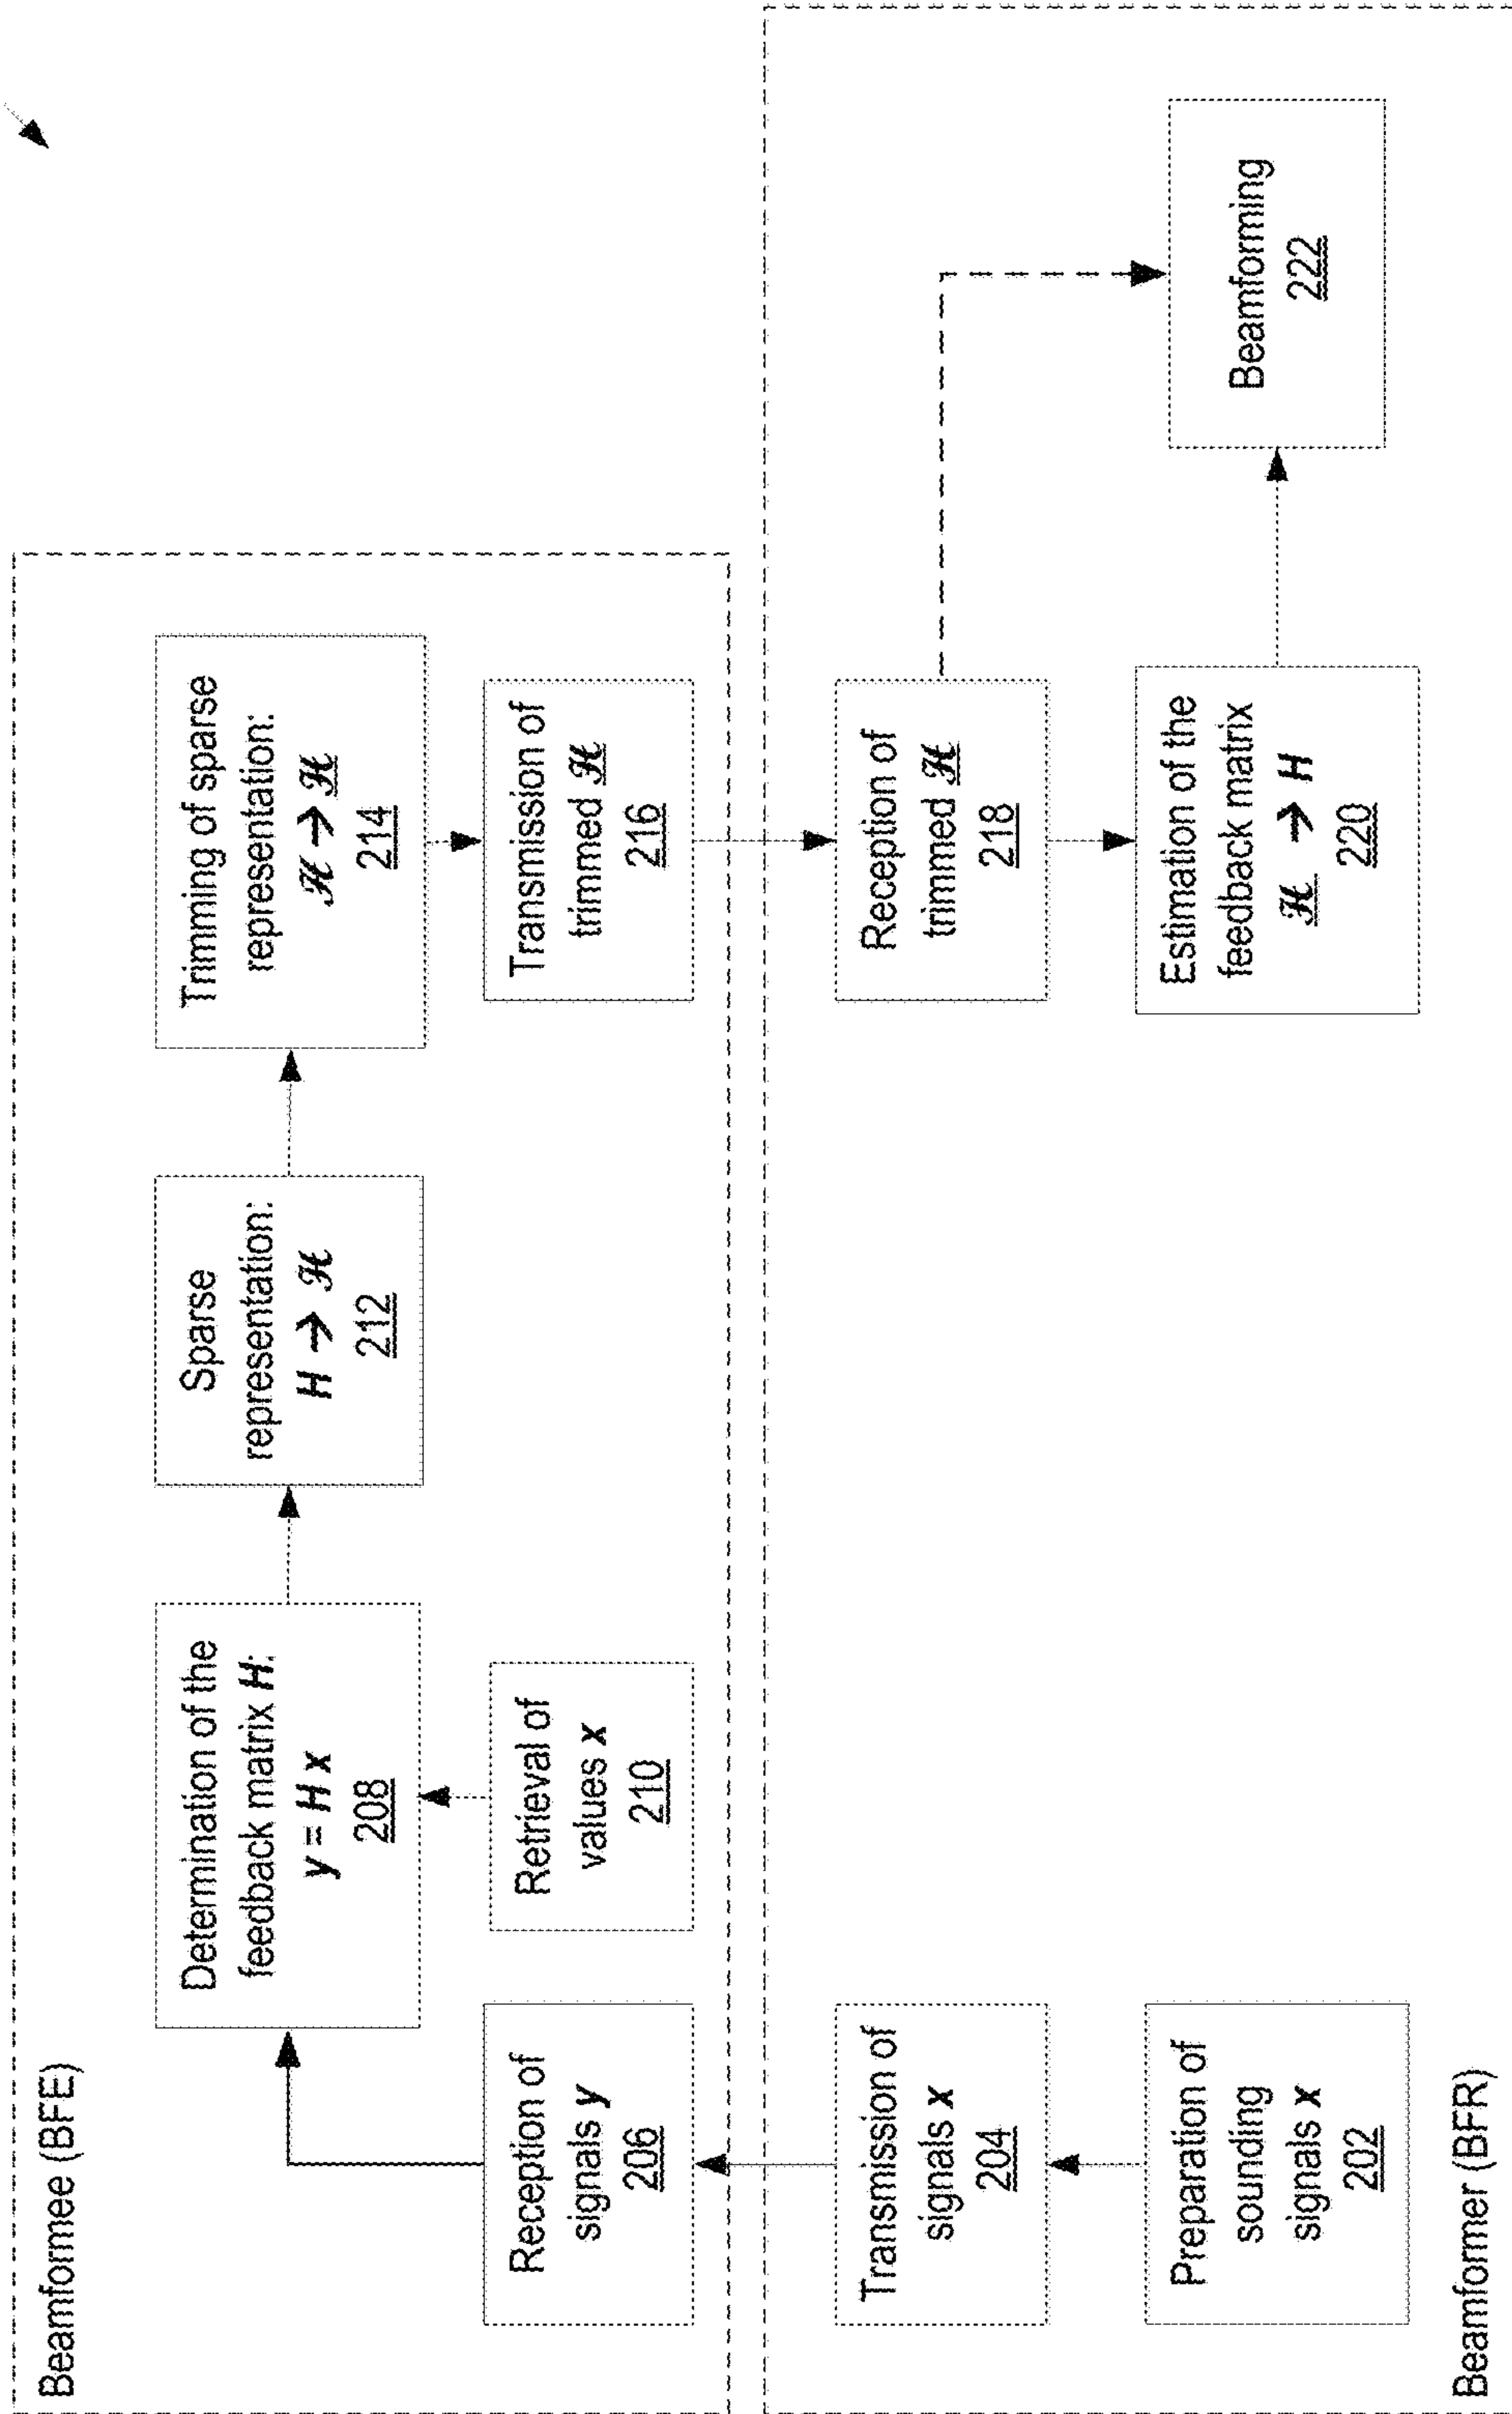 Beamformee (BFE)
Determination of the
feedback matrix H:
y = H x
208
Sparse
representation:
H → ℋ
212
Trimming of sparse
representation:
ℋ → ℋ̲
214
Reception of
signals y
206
Retrieval of
values x
210
Transmission of
trimmed ℋ̲
216
Transmission of
signals x
204
Reception of
trimmed ℋ̲
218
Preparation of
sounding
signals x
202
Estimation of the
feedback matrix
ℋ̲ → H
220
Beamforming
222
Beamformer (BFR)